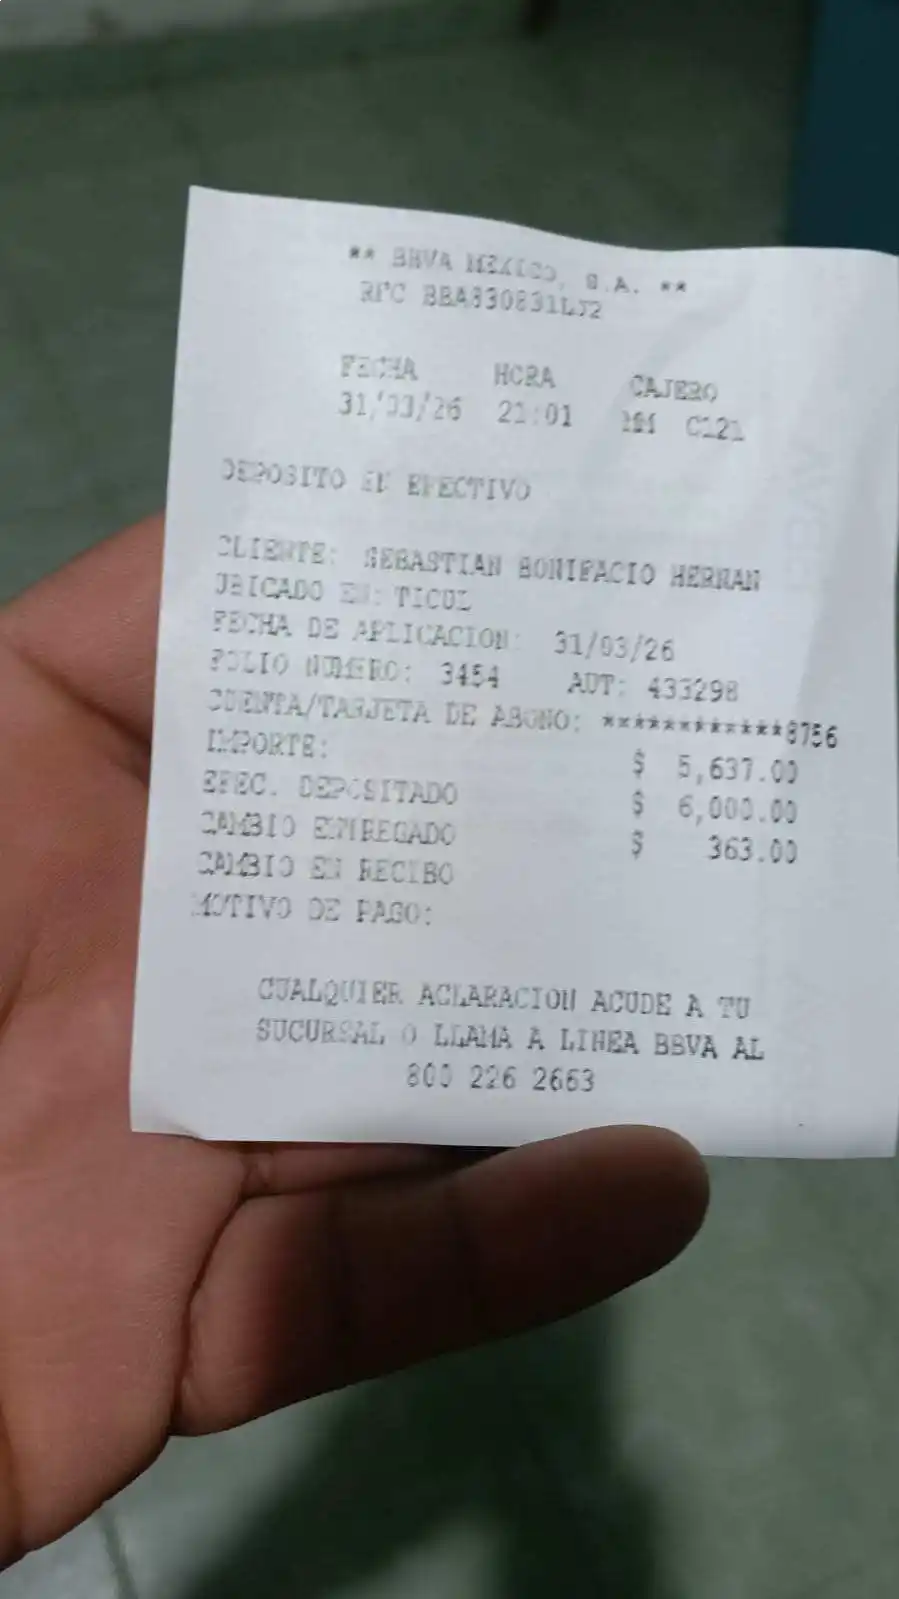 ** BBVA MEXICO, S.A. **
RFC BBA830831LJ2
FECHA HORA CAJERO
31/03/26 21:01 C121
DEPOSITO EN EFECTIVO
CLIENTE: SEBASTIAN BONIFACIO HERNAN
UBICADO EN: TICUL
FECHA DE APLICACION: 31/03/26
FOLIO NUMERO: 3454 AUT: 433298
CUENTA/TARJETA DE ABONO: ************8756
IMPORTE: $ 5,637.00
EFEC. DEPOSITADO $ 6,000.00
CAMBIO ENTREGADO $ 363.00
CAMBIO EN RECIBO
MOTIVO DE PAGO:
CUALQUIER ACLARACION ACUDE A TU
SUCURSAL O LLAMA A LINEA BBVA AL
800 226 2663